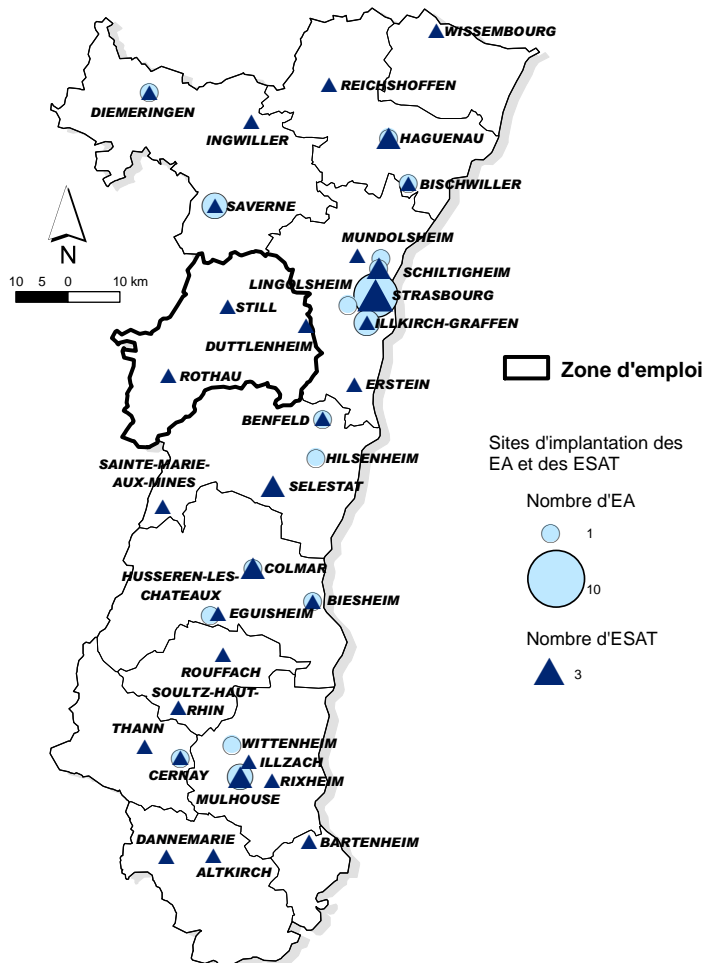 WISSEMBOURG
REICHSHOFFEN
DIEMERINGEN
INGWILLER
HAGUENAU
BISCHWILLER
SAVERNE
N
10 5 0 10 km
MUNDOLSHEIM
SCHILTIGHEIM
LINGOLSHEIM
STRASBOURG
STILL
ILLKIRCH-GRAFFEN
DUTTLENHEIM
ROTHAU
ERSTEIN
Zone d'emploi
BENFELD
HILSENHEIM
SAINTE-MARIE-
AUX-MINES
SELESTAT
Sites d'implantation des
EA et des ESAT
Nombre d'EA
1
10
Nombre d'ESAT
3
COLMAR
HUSSEREN-LES-
CHATEAUX
BIESHEIM
EGUISHEIM
ROUFFACH
SOULTZ-HAUT-
RHIN
THANN
WITTENHEIM
ILLZACH
CERNAY
RIXHEIM
MULHOUSE
DANNEMARIE
BARTENHEIM
ALTKIRCH